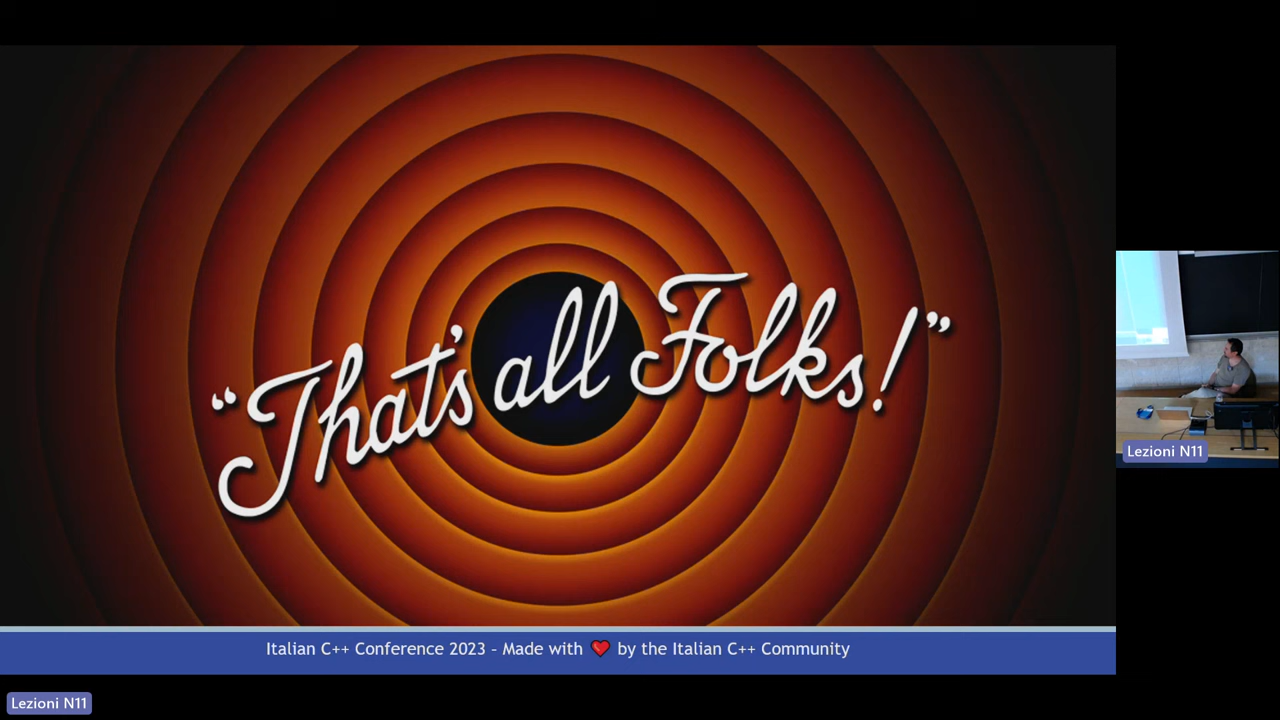 “That's all Folks!”
Lezioni N11
Italian C++ Conference 2023 - Made with ❤ by the Italian C++ Community
Lezioni N11